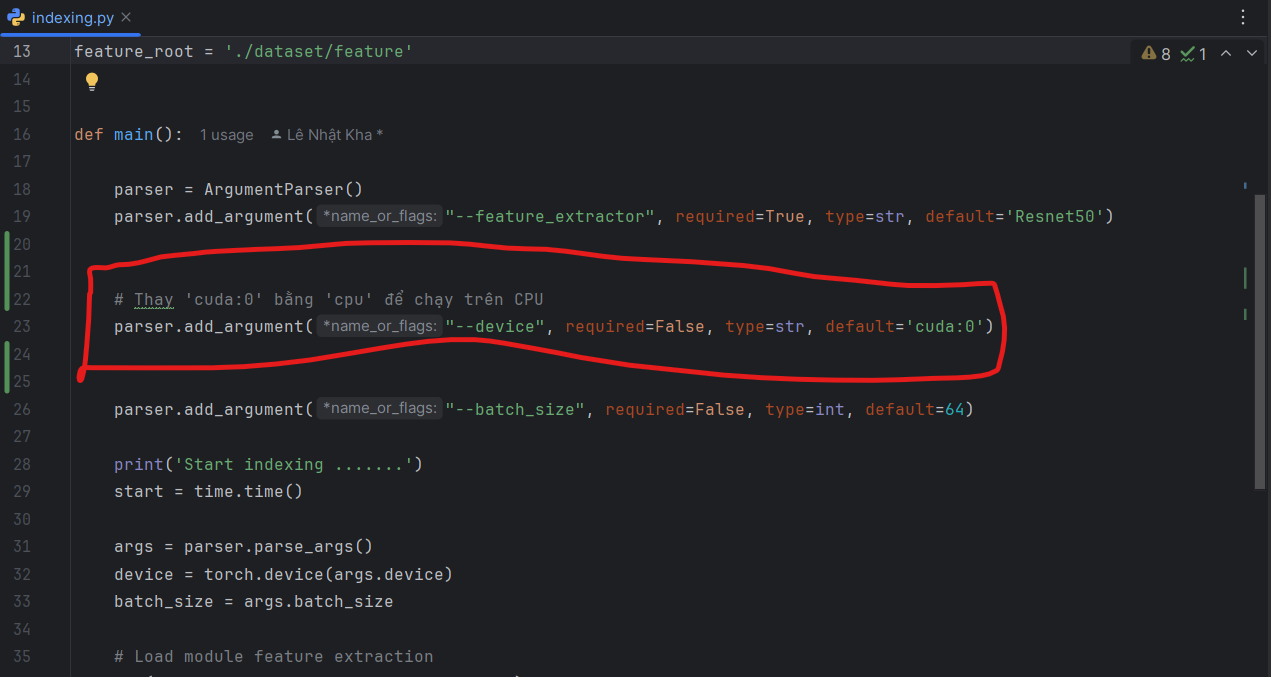 indexing.py
13 feature_root = './dataset/feature'
8 1
14
15
16 def main(): 1 usage Lê Nhật Kha *
17
18 parser = ArgumentParser()
19 parser.add_argument(*name_or_flags: "--feature_extractor", required=True, type=str, default='Resnet50')
20
21
22 # Thay 'cuda:0' bằng 'cpu' để chạy trên CPU
23 parser.add_argument(*name_or_flags: "--device", required=False, type=str, default='cuda:0')
24
25
26 parser.add_argument(*name_or_flags: "--batch_size", required=False, type=int, default=64)
27
28 print('Start indexing .......')
29 start = time.time()
30
31 args = parser.parse_args()
32 device = torch.device(args.device)
33 batch_size = args.batch_size
34
35 # Load module feature extraction